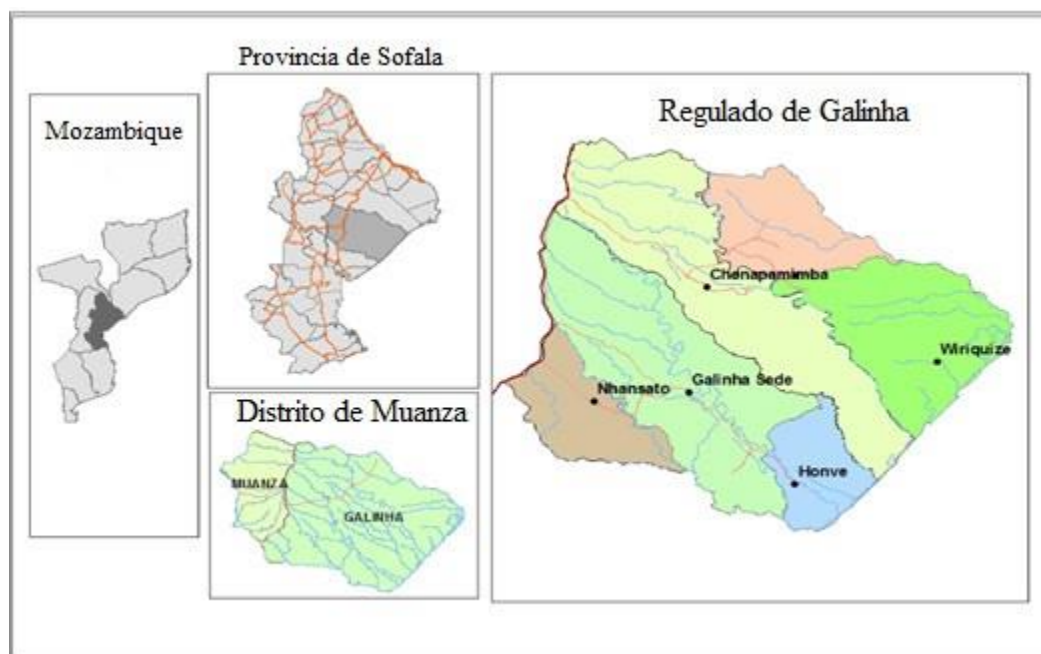 Provincia de Sofala
Mozambique
Distrito de Muanza
MUANZA
GALINHA
Regulado de Galinha
Chenapamimba
Wiriquize
Nhansato
Galinha Sede
Honve